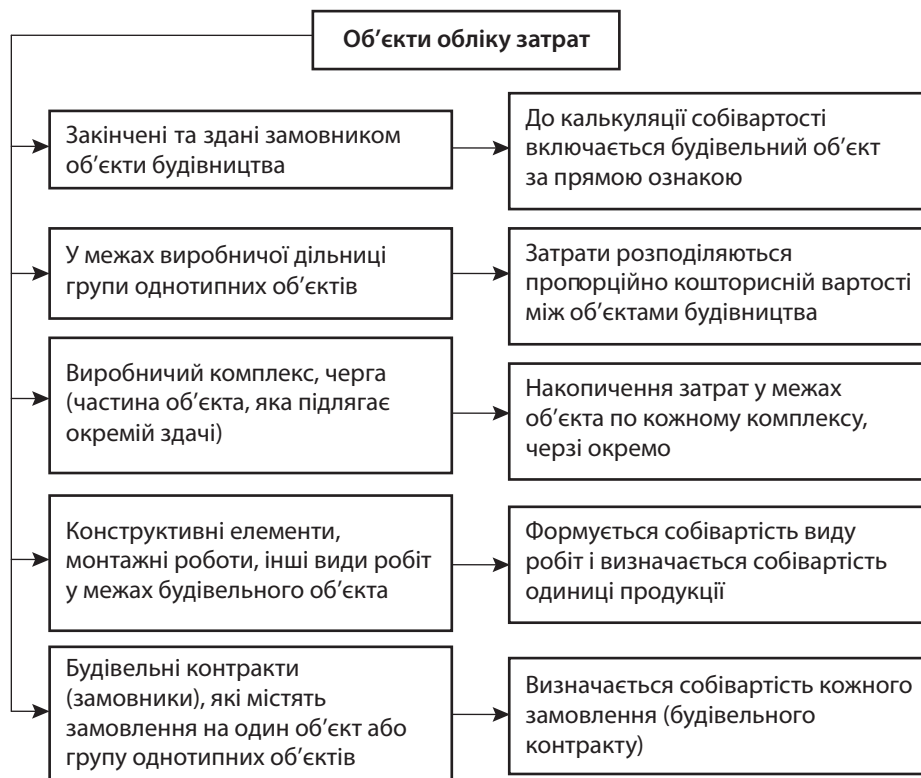 Об’єкти обліку затрат
Закінчені та здані замовником
об’єкти будівництва
До калькуляції собівартості
включається будівельний об’єкт
за прямою ознакою
У межах виробничої дільниці
групи однотипних об’єктів
Затрати розподіляються
пропорційно кошторисній вартості
між об’єктами будівництва
Виробничий комплекс, черга
(частина об’єкта, яка підлягає
окремій здачі)
Накопичення затрат у межах
об’єкта по кожному комплексу,
черзі окремо
Конструктивні елементи,
монтажні роботи, інші види робіт
у межах будівельного об’єкта
Формується собівартість виду
робіт і визначається собівартість
одиниці продукції
Будівельні контракти
(замовники), які містять
замовлення на один об’єкт або
групу однотипних об’єктів
Визначається собівартість кожного
замовлення (будівельного
контракту)